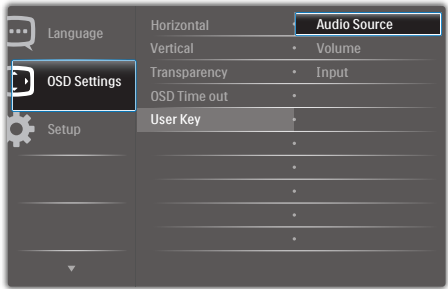 Language
OSD Settings
Setup
Horizontal
Vertical
Transparency
OSD Time out
User Key
Audio Source
Volume
Input